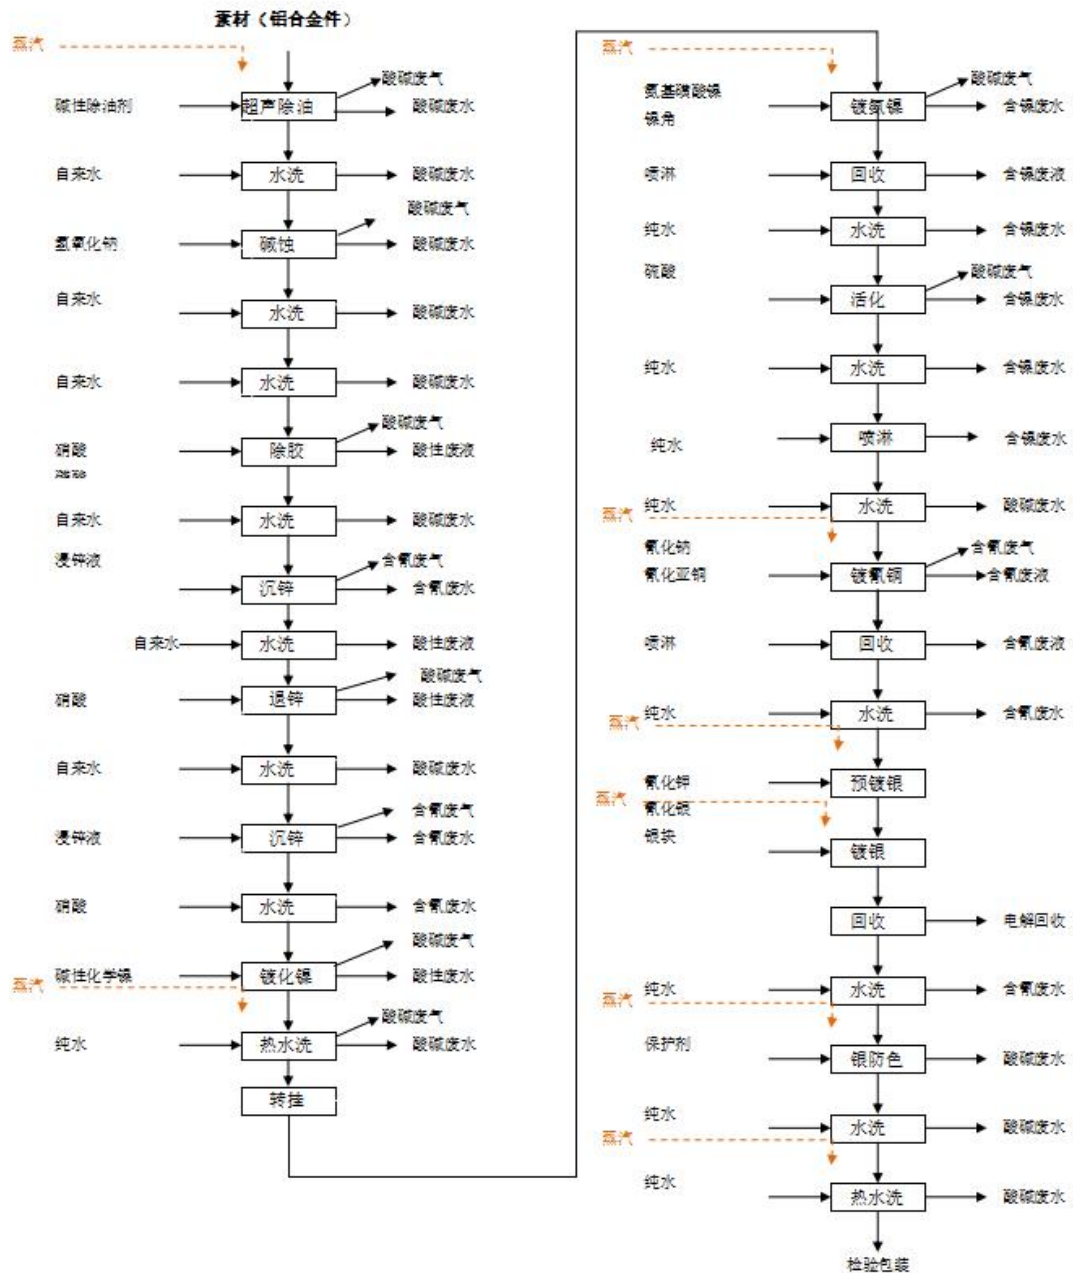 素材（铝合金件）
蒸汽
碱性除油剂
超声除油
酸碱废气
酸碱废水
自来水
水洗
酸碱废水
氢氧化钠
碱蚀
酸碱废气
酸碱废水
自来水
水洗
酸碱废水
自来水
水洗
酸碱废水
硝酸
除胶
酸碱废气
酸性废液
自来水
水洗
酸碱废水
浸锌液
沉锌
含氰废气
含氰废水
自来水
水洗
酸性废液
硝酸
退锌
酸碱废气
酸性废液
自来水
水洗
酸碱废水
浸锌液
沉锌
含氰废气
含氰废水
硝酸
水洗
含氰废水
碱性化学镍
镀化镍
酸碱废气
酸性废水
蒸汽
纯水
热水洗
酸碱废气
酸碱废水
转挂
蒸汽
氨基磺酸镍
镍角
镀氨镍
酸碱废气
含镍废水
喷淋
回收
含镍废液
纯水
水洗
含镍废水
硫酸
活化
酸碱废气
含镍废水
纯水
水洗
含镍废水
纯水
喷淋
含镍废水
纯水
水洗
酸碱废水
蒸汽
氰化钠
氰化亚铜
镀氰铜
含氰废气
含氰废液
喷淋
回收
含氰废液
纯水
水洗
含氰废水
蒸汽
氰化钾
预镀银
蒸汽
氰化银
银块
镀银
回收
电解回收
纯水
水洗
含氰废水
蒸汽
保护剂
银防色
酸碱废水
纯水
水洗
酸碱废水
蒸汽
纯水
热水洗
酸碱废水
检验包装